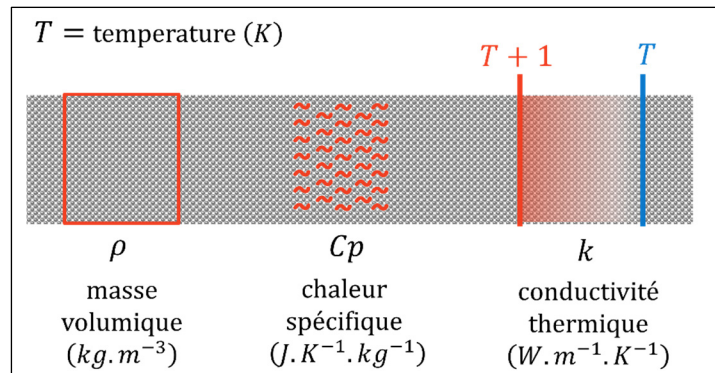 T = temperature (K)
T + 1
T
ρ
Cp
k
masse
volumique
(kg.m⁻³)
chaleur
spécifique
(J.K⁻¹.kg⁻¹)
conductivité
thermique
(W.m⁻¹.K⁻¹)